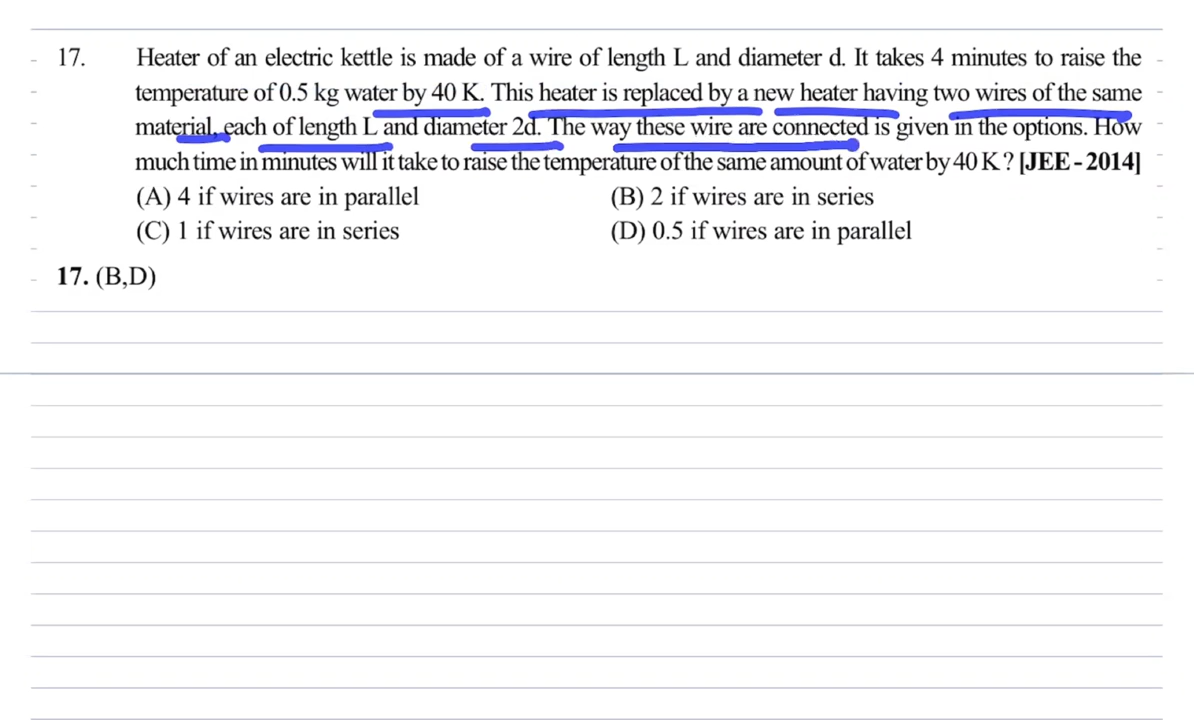 17. Heater of an electric kettle is made of a wire of length L and diameter d. It takes 4 minutes to raise the
temperature of 0.5 kg water by 40 K. This heater is replaced by a new heater having two wires of the same
material, each of length L and diameter 2d. The way these wire are connected is given in the options. How
much time in minutes will it take to raise the temperature of the same amount of water by 40 K ? [JEE - 2014]
(A) 4 if wires are in parallel (B) 2 if wires are in series
(C) 1 if wires are in series (D) 0.5 if wires are in parallel
17. (B,D)